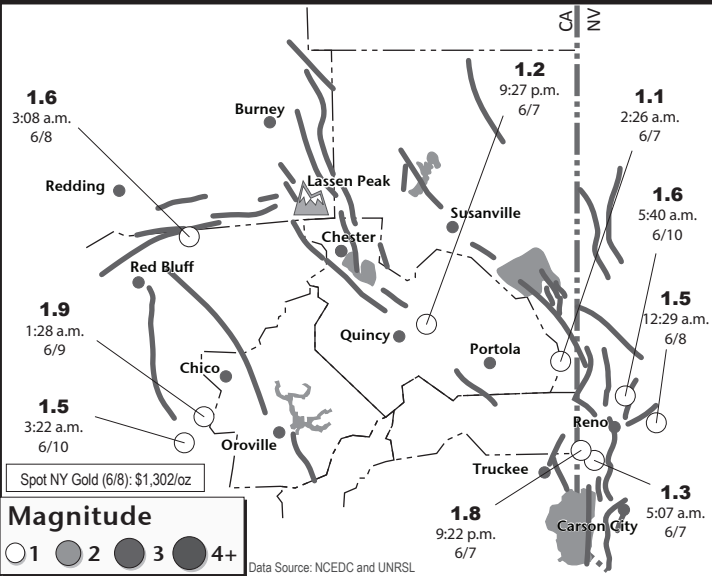 CA
NV
1.6
3:08 a.m.
6/8
Burney
Redding
Lassen Peak
1.2
9:27 p.m.
6/7
1.1
2:26 a.m.
6/7
Susanville
Chester
1.6
5:40 a.m.
6/10
Red Bluff
1.9
1:28 a.m.
6/9
Quincy
Portola
1.5
12:29 a.m.
6/8
Chico
1.5
3:22 a.m.
6/10
Oroville
Reno
Truckee
Spot NY Gold (6/8): $1,302/oz
1.8
9:22 p.m.
6/7
Carson City
1.3
5:07 a.m.
6/7
Magnitude
1 2 3 4+
Data Source: NCEDC and UNRSL